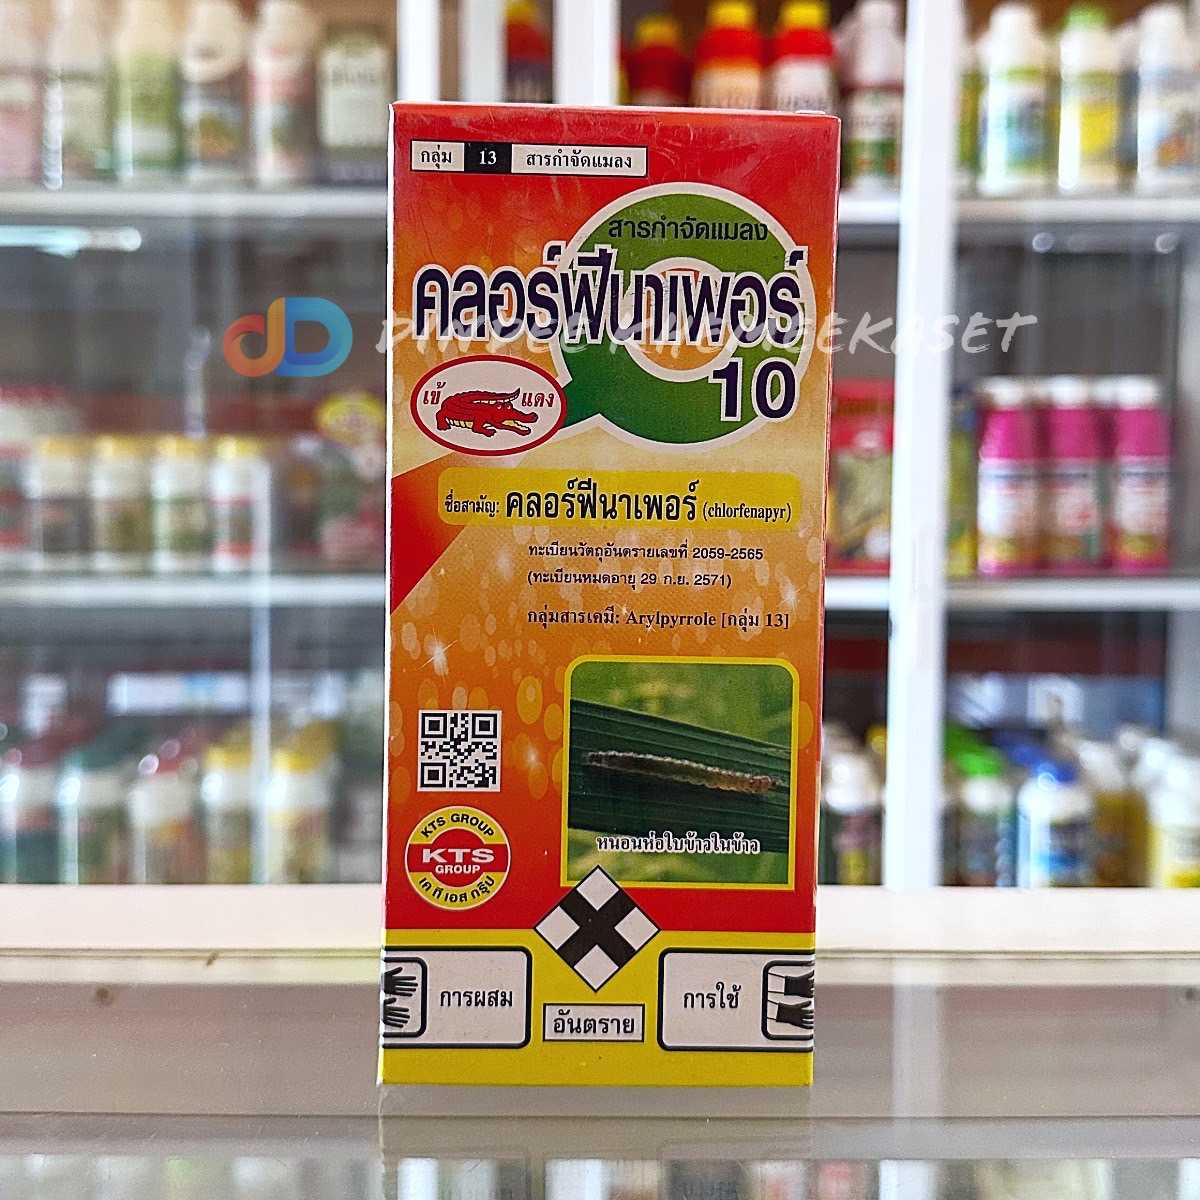 กลุ่ม 13 สารกำจัดแมลง
สารกำจัดแมลง
คลอร์ฟีนาเพอร์
10
DINDEE KHEMEEKASET
เข้ แดง
ชื่อสามัญ: คลอร์ฟีนาเพอร์ (chlorfenapyr)
ทะเบียนวัตถุอันตรายเลขที่ 2059-2565
(ทะเบียนหมดอายุ 29 ก.ย. 2571)
กลุ่มสารเคมี: Arylpyrrole [กลุ่ม 13]
หนอนห่อใบข้าวในข้าว
KTS GROUP
KTS
GROUP
เค ที เอส กรุ๊ป
การผสม
อันตราย
การใช้